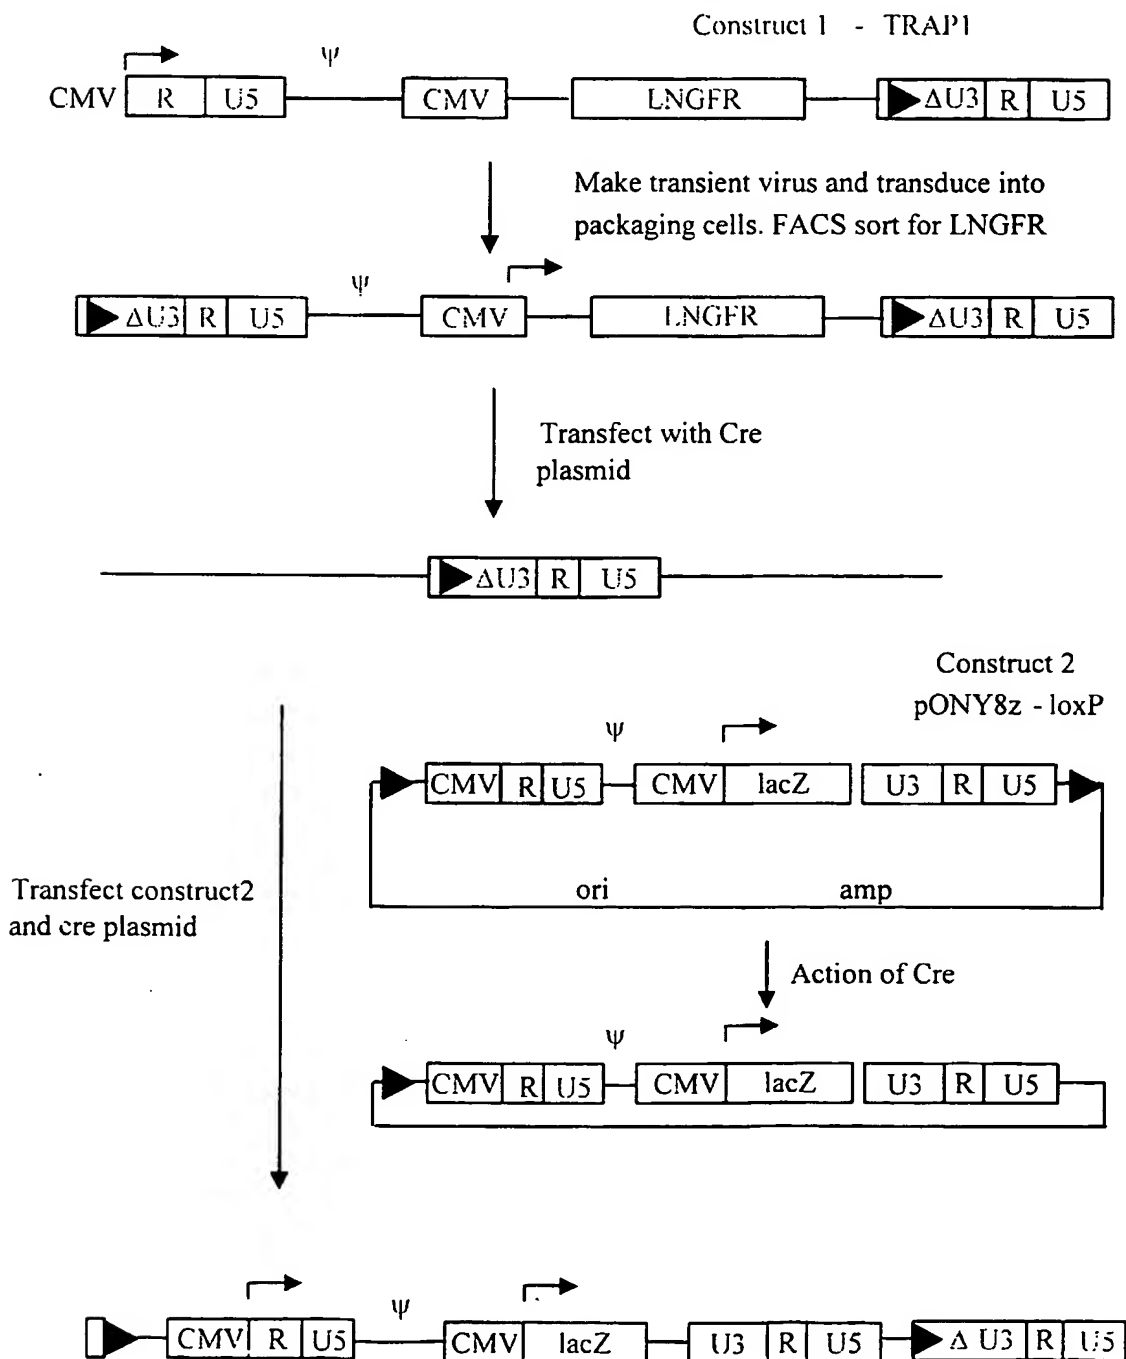 Construct 1 - TRAP1
ψ
CMV R U5 CMV LNGFR ΔU3 R U5
Make transient virus and transduce into
packaging cells. FACS sort for LNGFR
ψ
ΔU3 R U5 CMV LNGFR ΔU3 R U5
Transfect with Cre
plasmid
ΔU3 R U5
Construct 2
pONY8z - loxP
ψ
CMV R U5 CMV lacZ U3 R U5
ori amp
Transfect construct2
and cre plasmid
Action of Cre
ψ
CMV R U5 CMV lacZ U3 R U5
ψ
CMV R U5 CMV lacZ U3 R U5 Δ U3 R U5